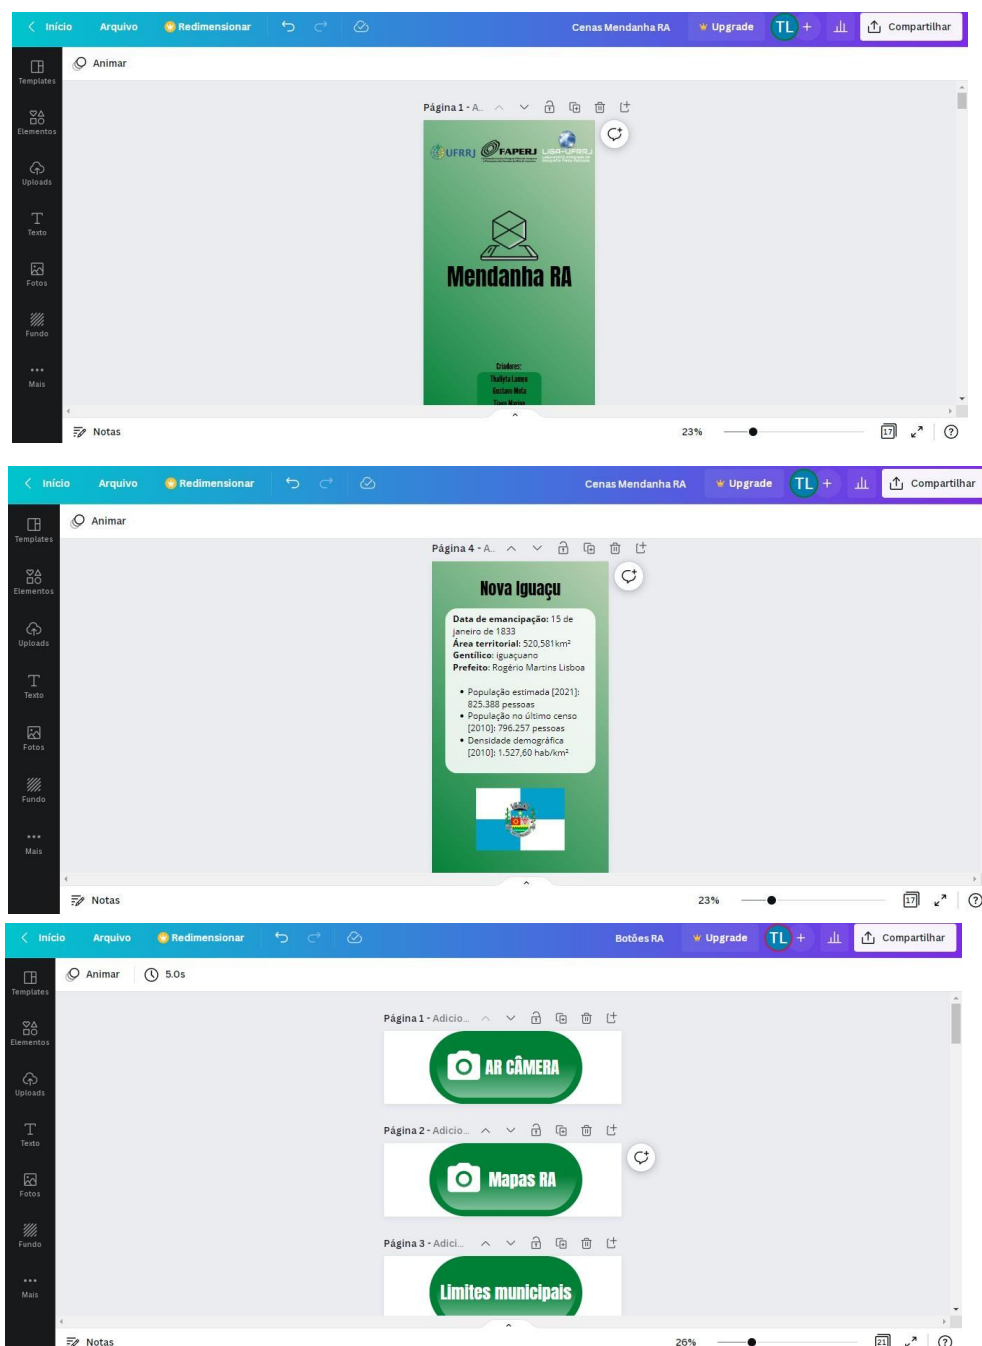 Início Arquivo Redimensionar Cenas Mendanha RA Upgrade TL + Compartilhar
Animar
Templates
Elementos
Uploads
Texto
Fotos
Fundo
Mais
Página 1 - A...
UFRRJ FAPERJ LIGA-UFRRJ
Mendanha RA
Criadores:
Thallyta Lamon
Gustavo Mota
Notas 23% 17
Início Arquivo Redimensionar Cenas Mendanha RA Upgrade TL + Compartilhar
Animar
Templates
Elementos
Uploads
Texto
Fotos
Fundo
Mais
Página 4 - A...
Nova Iguaçu
Data de emancipação: 15 de
janeiro de 1833
Área territorial: 520,581km²
Gentílico: iguaçuano
Prefeito: Rogério Martins Lisboa
• População estimada [2021]:
825.388 pessoas
• População no último censo
[2010]: 796.257 pessoas
• Densidade demográfica
[2010]: 1.527,60 hab/km²
Notas 23% 17
Início Arquivo Redimensionar Botões RA Upgrade TL + Compartilhar
Animar 5.0s
Templates
Elementos
Uploads
Texto
Fotos
Fundo
Mais
Página 1 - Adicio...
AR CÂMERA
Página 2 - Adicio...
Mapas RA
Página 3 - Adici...
Limites municipais
Notas 26% 21